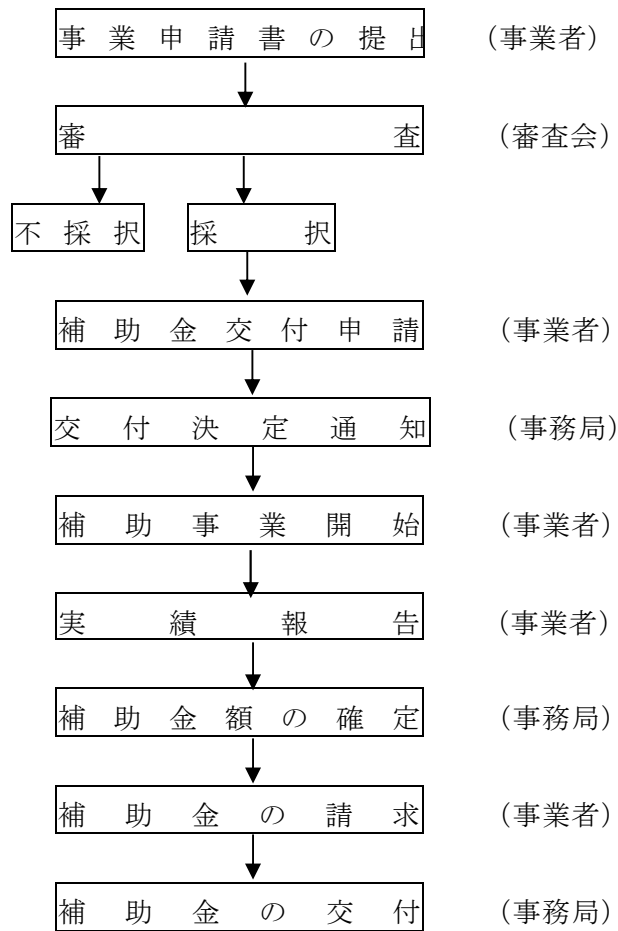 事業申請書の提出 （事業者）
審査 （審査会）
不採択 採択
補助金交付申請 （事業者）
交付決定通知 （事務局）
補助事業開始 （事業者）
実績報告 （事業者）
補助金額の確定 （事務局）
補助金の請求 （事業者）
補助金の交付 （事務局）